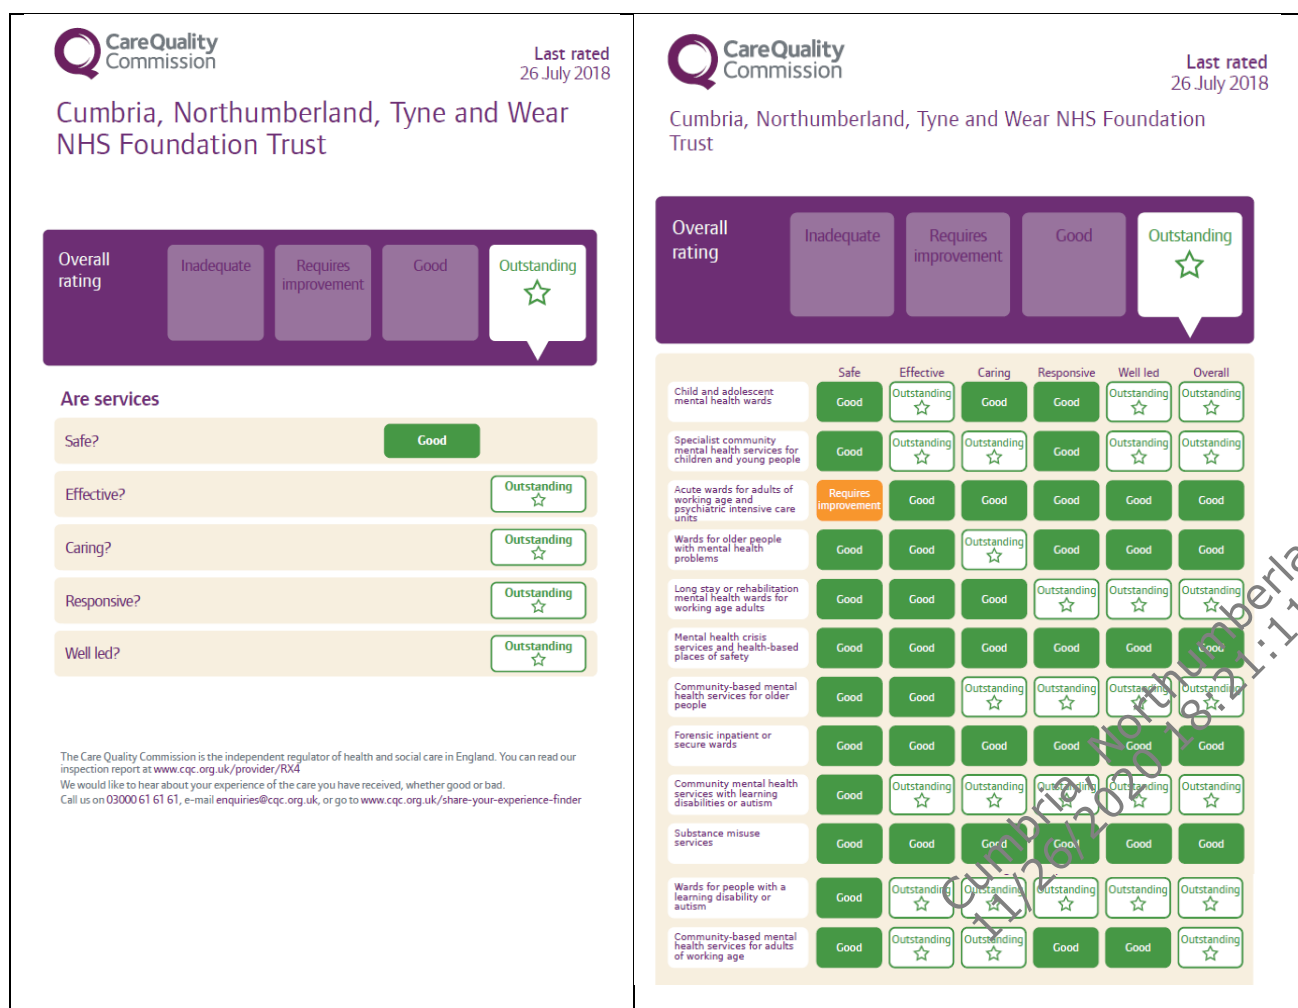 CareQuality
Commission
Last rated
26 July 2018
Cumbria, Northumberland, Tyne and Wear
NHS Foundation Trust
Overall
rating
Inadequate
Requires
improvement
Good
Outstanding
Are services
Safe?
Good
Effective?
Outstanding
Caring?
Outstanding
Responsive?
Outstanding
Well led?
Outstanding
The Care Quality Commission is the independent regulator of health and social care in England. You can read our
inspection report at www.cqc.org.uk/provider/RX4
We would like to hear about your experience of the care you have received, whether good or bad.
Call us on 03000 61 61 61, e-mail enquiries@cqc.org.uk, or go to www.cqc.org.uk/share-your-experience-finder
CareQuality
Commission
Last rated
26 July 2018
Cumbria, Northumberland, Tyne and Wear NHS Foundation
Trust
Overall
rating
Inadequate
Requires
improvement
Good
Outstanding
Safe Effective Caring Responsive Well led Overall
Child and adolescent
mental health wards
Good Outstanding Good Good Outstanding Outstanding
Specialist community
mental health services for
children and young people
Good Outstanding Outstanding Good Outstanding Outstanding
Acute wards for adults of
working age and
psychiatric intensive care
units
Requires
improvement
Good Good Good Good Good
Wards for older people
with mental health
problems
Good Good Outstanding Good Good Good
Long stay or rehabilitation
mental health wards for
working age adults
Good Good Good Outstanding Outstanding Outstanding
Mental health crisis
services and health-based
places of safety
Good Good Good Good Good Good
Community-based mental
health services for older
people
Good Good Outstanding Outstanding Outstanding Outstanding
Forensic inpatient or
secure wards
Good Good Good Good Good Good
Community mental health
services with learning
disabilities or autism
Good Outstanding Outstanding Outstanding Outstanding Outstanding
Substance misuse
services
Good Good Good Good Good Good
Wards for people with a
learning disability or
autism
Good Outstanding Outstanding Outstanding Outstanding Outstanding
Community-based mental
health services for adults
of working age
Good Outstanding Outstanding Good Good Outstanding
Cumbria,
11/26/2020